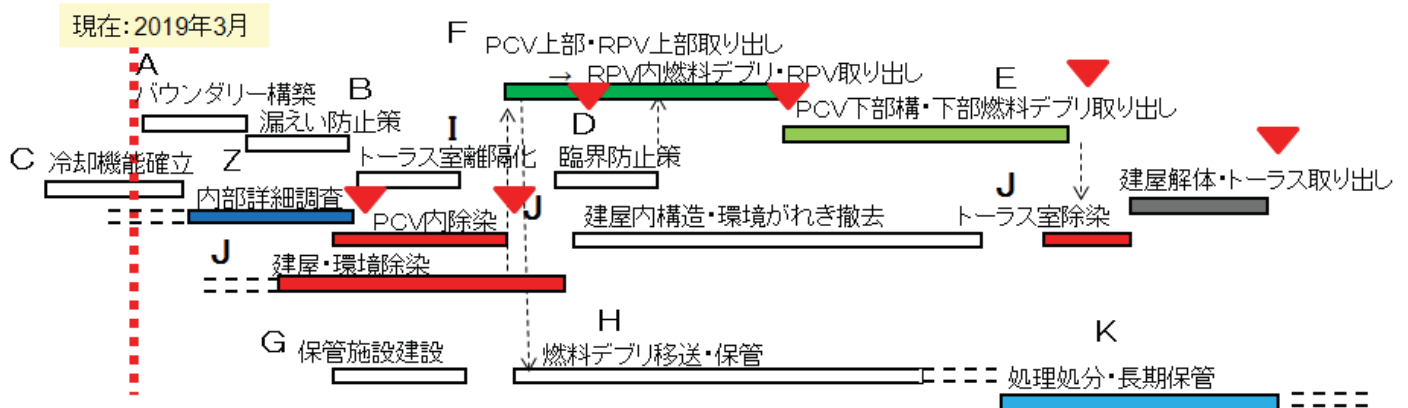 現在：2019年3月
A
バウンダリー構築
B
漏えい防止策
C 冷却機能確立
Z
内部詳細調査
I
トーラス室離隔化
F PCV上部・RPV上部取り出し
→ RPV内燃料デブリ・RPV取り出し
E
PCV下部構・下部燃料デブリ取り出し
D
臨界防止策
J
PCV内除染
J
建屋・環境除染
建屋内構造・環境がれき撤去
J
トーラス室除染
建屋解体・トーラス取り出し
G 保管施設建設
H
燃料デブリ移送・保管
K
処理処分・長期保管